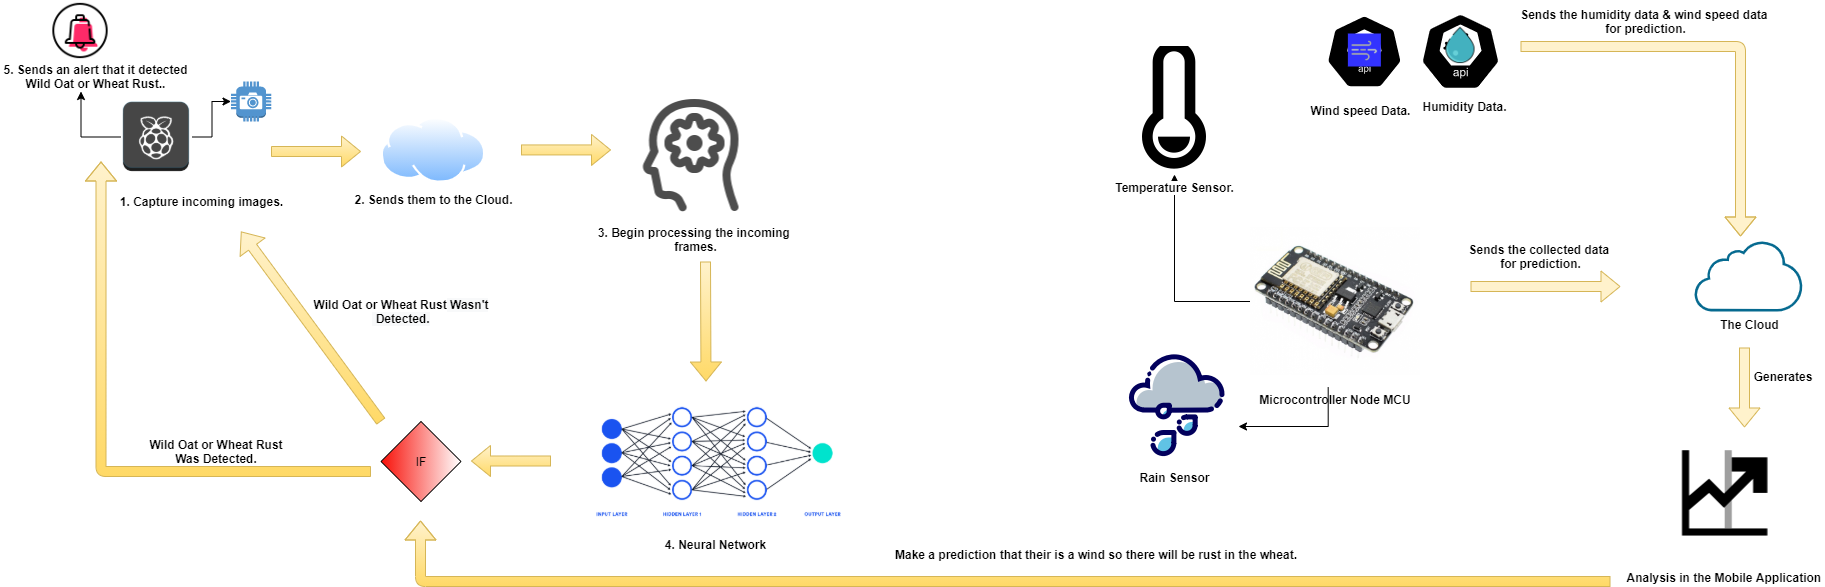 5. Sends an alert that it detected
Wild Oat or Wheat Rust..
1. Capture incoming images.
2. Sends them to the Cloud.
3. Begin processing the incoming
frames.
Wild Oat or Wheat Rust Wasn't
Detected.
Wild Oat or Wheat Rust
Was Detected.
IF
INPUT LAYER
HIDDEN LAYER 1
HIDDEN LAYER 2
OUTPUT LAYER
4. Neural Network
Temperature Sensor.
api
Wind speed Data.
api
Humidity Data.
Sends the humidity data & wind speed data
for prediction.
Sends the collected data
for prediction.
The Cloud
Microcontroller Node MCU
Rain Sensor
Generates
Make a prediction that their is a wind so there will be rust in the wheat.
Analysis in the Mobile Application